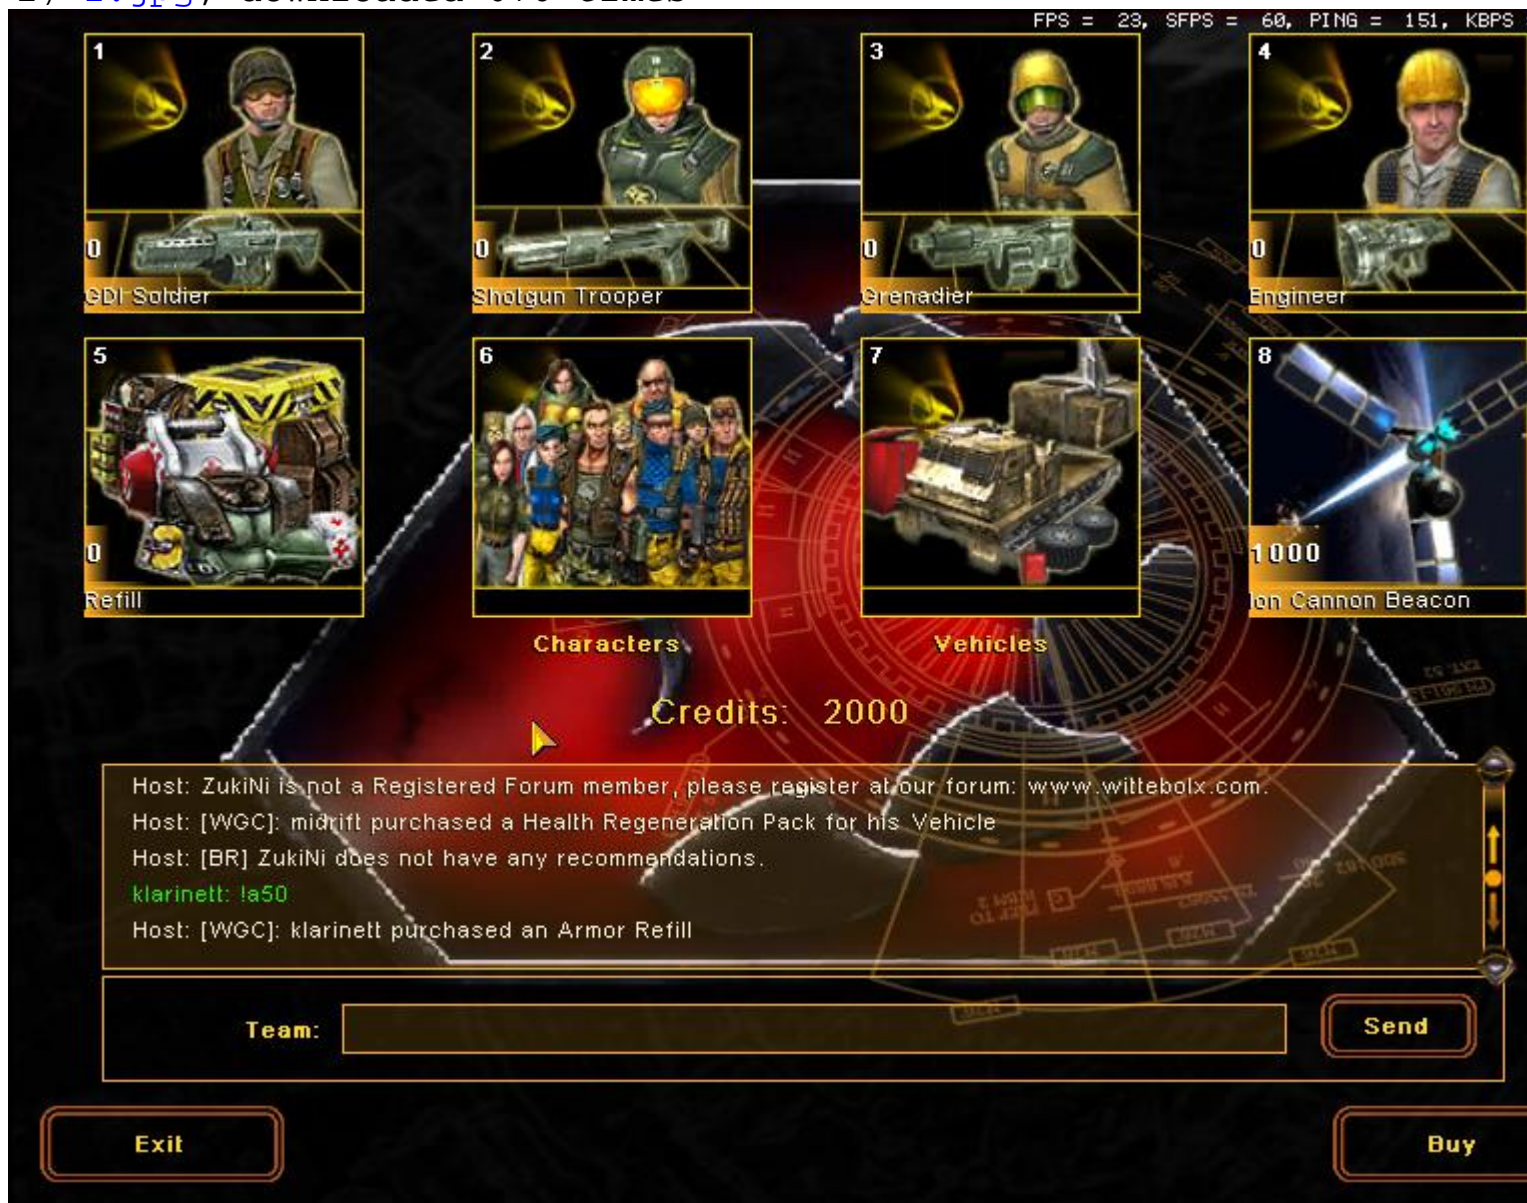 FPS = 23, SFPS = 60, PING = 151, KBPS
1 2 3 4
0 0 0 0
GDI Soldier Shotgun Trooper Grenadier Engineer
5 6 7 8
0 1000
Refill Ion Cannon Beacon
Characters Vehicles
Credits: 2000
Host: ZukiNi is not a Registered Forum member, please register at our forum: www.wittebolx.com.
Host: [WGC]: midrift purchased a Health Regeneration Pack for his Vehicle
Host: [BR] ZukiNi does not have any recommendations.
klarinett: !a50
Host: [WGC]: klarinett purchased an Armor Refill
Team: Send
Exit Buy